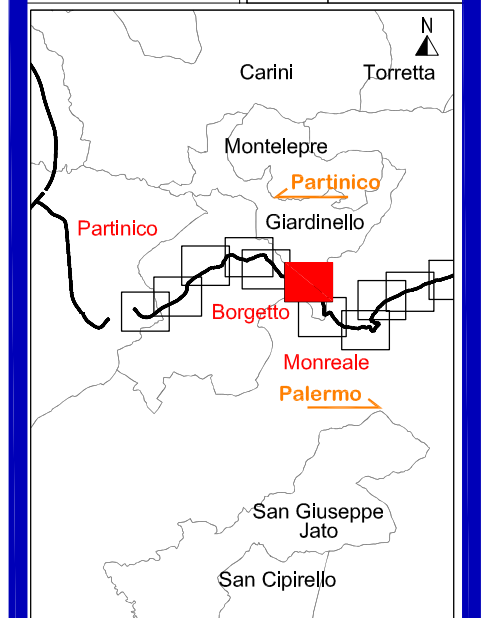 N
Carini
Torretta
Montelepre
Partinico
Giardinello
Partinico
Borgetto
Monreale
Palermo
San Giuseppe
Jato
San Cipirello